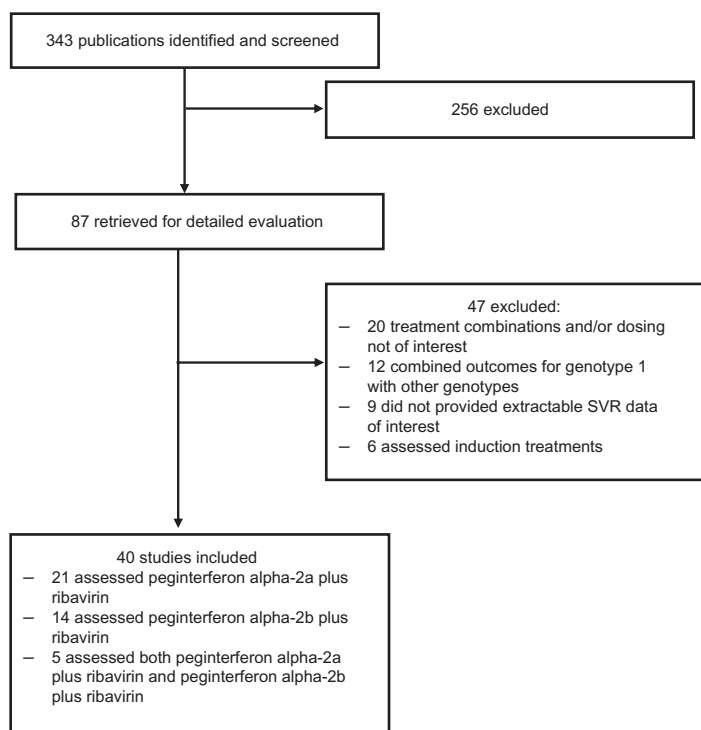 343 publications identified and screened
256 excluded
87 retrieved for detailed evaluation
47 excluded:
– 20 treatment combinations and/or dosing
not of interest
– 12 combined outcomes for genotype 1
with other genotypes
– 9 did not provided extractable SVR data
of interest
– 6 assessed induction treatments
40 studies included
– 21 assessed peginterferon alpha-2a plus
ribavirin
– 14 assessed peginterferon alpha-2b plus
ribavirin
– 5 assessed both peginterferon alpha-2a
plus ribavirin and peginterferon alpha-2b
plus ribavirin